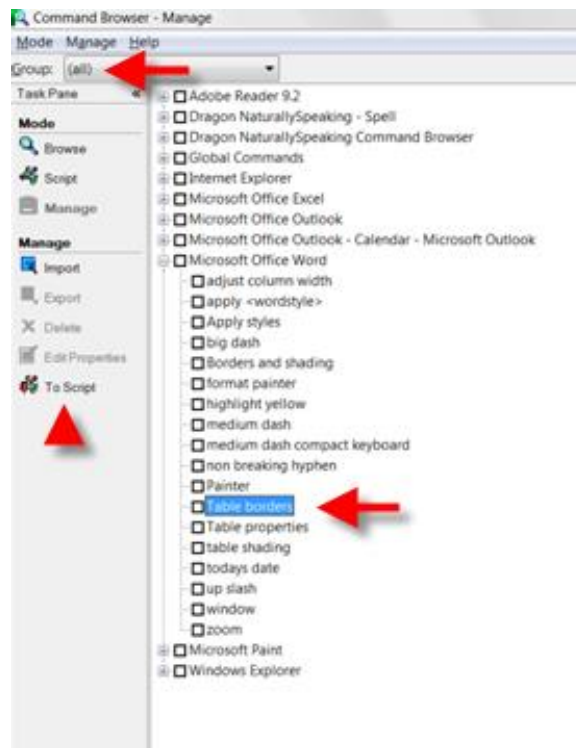 Command Browser - Manage
Mode Manage Help
Group: (all)
Task Pane «
Mode
Browse
Script
Manage
Manage
Import
Export
Delete
Edit Properties
To Script
Adobe Reader 9.2
Dragon NaturallySpeaking - Spell
Dragon NaturallySpeaking Command Browser
Global Commands
Internet Explorer
Microsoft Office Excel
Microsoft Office Outlook
Microsoft Office Outlook - Calendar - Microsoft Outlook
Microsoft Office Word
adjust column width
apply <wordstyle>
Apply styles
big dash
Borders and shading
format painter
highlight yellow
medium dash
medium dash compact keyboard
non breaking hyphen
Painter
Table borders
Table properties
table shading
todays date
up slash
window
zoom
Microsoft Paint
Windows Explorer